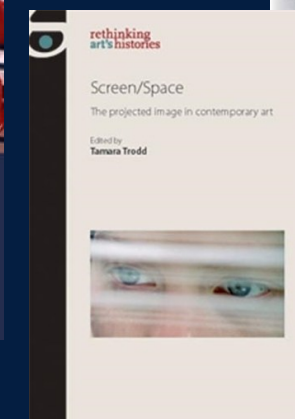 rethinking
art's histories
Screen/Space
The projected image in contemporary art
Edited by
Tamara Trodd